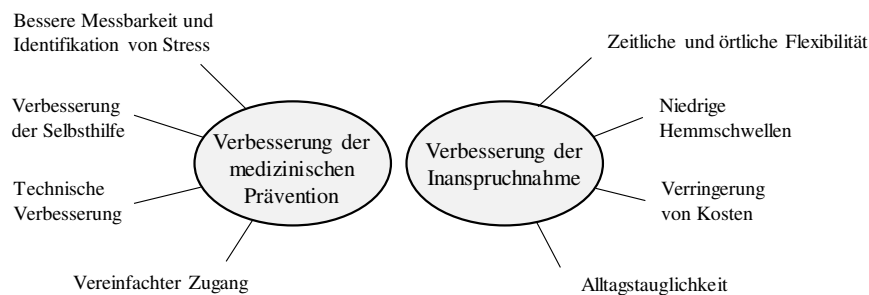 Bessere Messbarkeit und
Identifikation von Stress
Verbesserung
der Selbsthilfe
Technische
Verbesserung
Vereinfachter Zugang
Verbesserung der
medizinischen
Prävention
Verbesserung der
Inanspruchnahme
Zeitliche und örtliche Flexibilität
Niedrige
Hemmschwellen
Verringerung
von Kosten
Alltagstauglichkeit